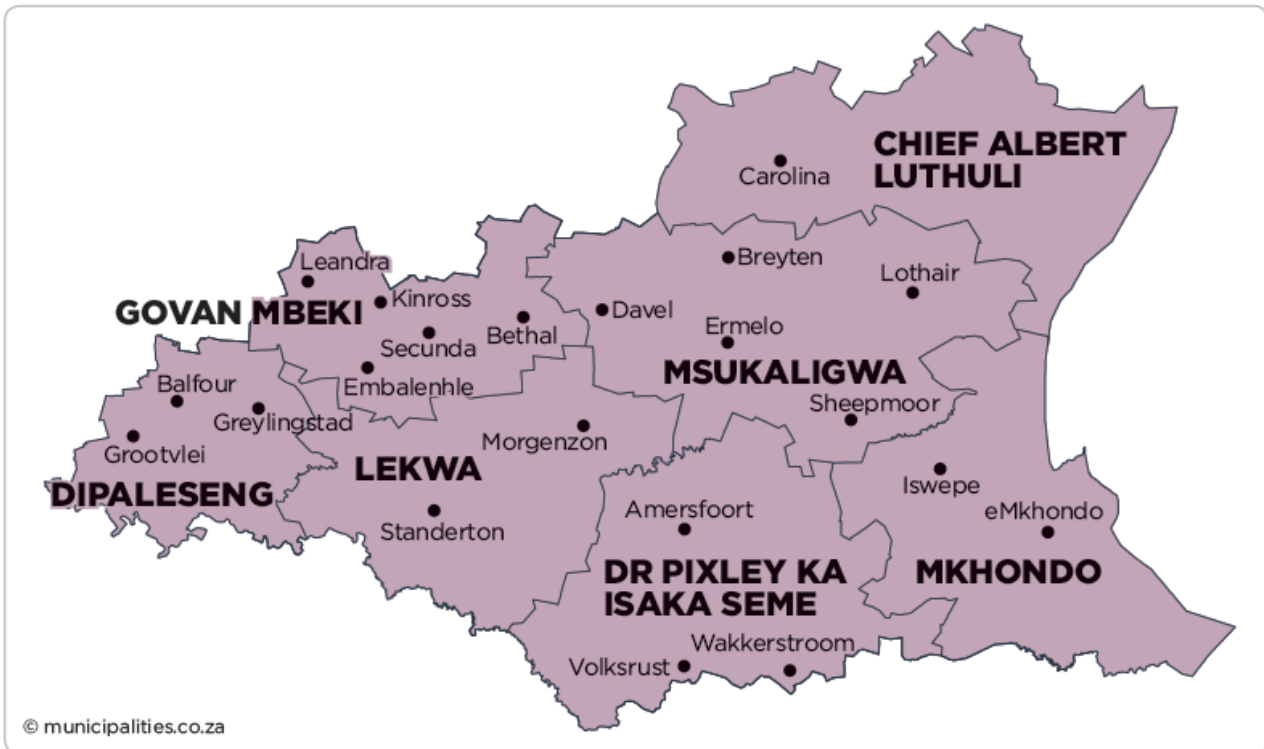 CHIEF ALBERT
LUTHULI
Carolina
Breyten
Lothair
Leandra
Kinross
GOVAN MBEKI
Davel
Bethal
Secunda
Ermelo
Embalenhle
MSUKALIGWA
Balfour
Sheepmoor
Greylingstad
Morgenzon
Grootvlei
LEKWA
DIPALESENG
Iswepe
eMkhondo
Amersfoort
Standerton
DR PIXLEY KA
ISAKA SEME
MKHONDO
Wakkerstroom
Volksrust
© municipalities.co.za